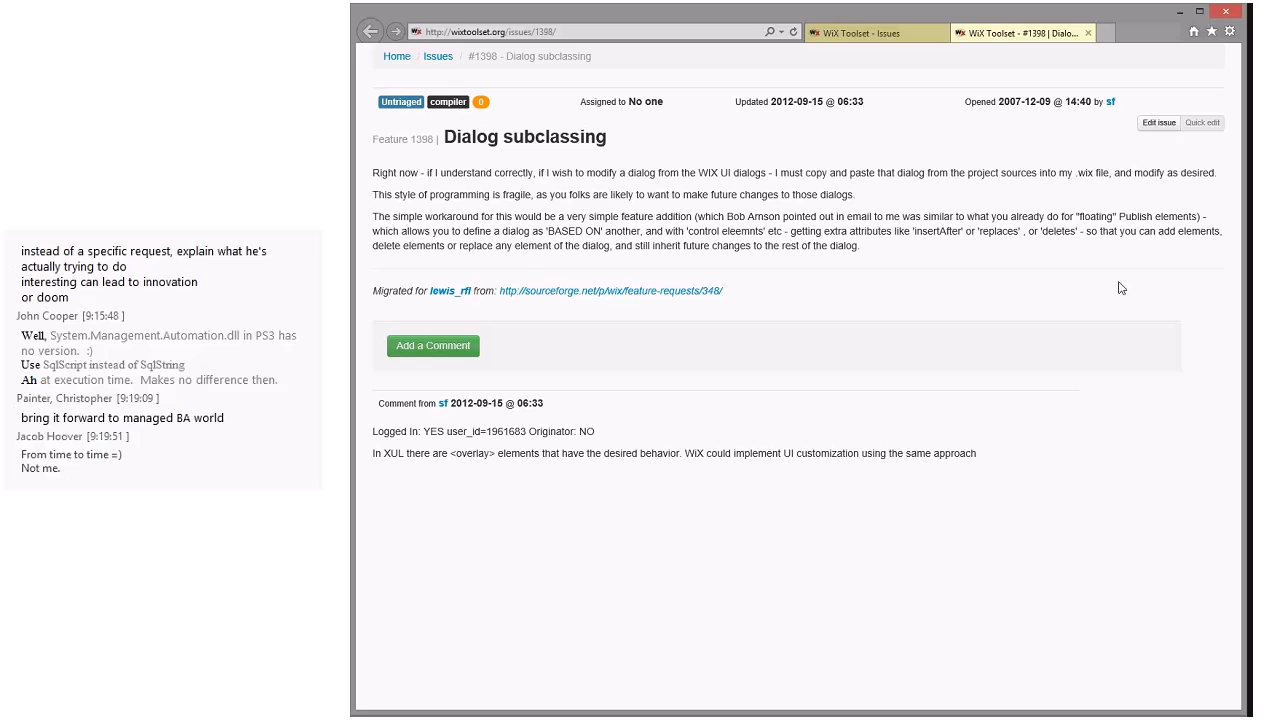 instead of a specific request, explain what he's
actually trying to do
interesting can lead to innovation
or doom
John Cooper [9:15:48 ]
Well, System.Management.Automation.dll in PS3 has
no version.  :)
Use SqlScript instead of SqlString
Ah at execution time.  Makes no difference then.
Painter, Christopher [9:19:09 ]
bring it forward to managed BA world
Jacob Hoover [9:19:51 ]
From time to time =)
Not me.
http://wixtoolset.org/issues/1398/
WiX Toolset - Issues
WiX Toolset - #1398 | Dialo...
Home / Issues / #1398 - Dialog subclassing
Untriaged compiler 0
Assigned to No one
Updated 2012-09-15 @ 06:33
Opened 2007-12-09 @ 14:40 by sf
Edit issue Quick edit
Feature 1398 | Dialog subclassing
Right now - if I understand correctly, if I wish to modify a dialog from the WIX UI dialogs - I must copy and paste that dialog from the project sources into my .wix file, and modify as desired.
This style of programming is fragile, as you folks are likely to want to make future changes to those dialogs.
The simple workaround for this would be a very simple feature addition (which Bob Arnson pointed out in email to me was similar to what you already do for "floating" Publish elements) -
which allows you to define a dialog as 'BASED ON' another, and with 'control eleemnts' etc - getting extra attributes like 'insertAfter' or 'replaces' , or 'deletes' - so that you can add elements,
delete elements or replace any element of the dialog, and still inherit future changes to the rest of the dialog.
Migrated for lewis_rfl from: http://sourceforge.net/p/wix/feature-requests/348/
Add a Comment
Comment from sf 2012-09-15 @ 06:33
Logged In: YES user_id=1961683 Originator: NO
In XUL there are <overlay> elements that have the desired behavior. WiX could implement UI customization using the same approach